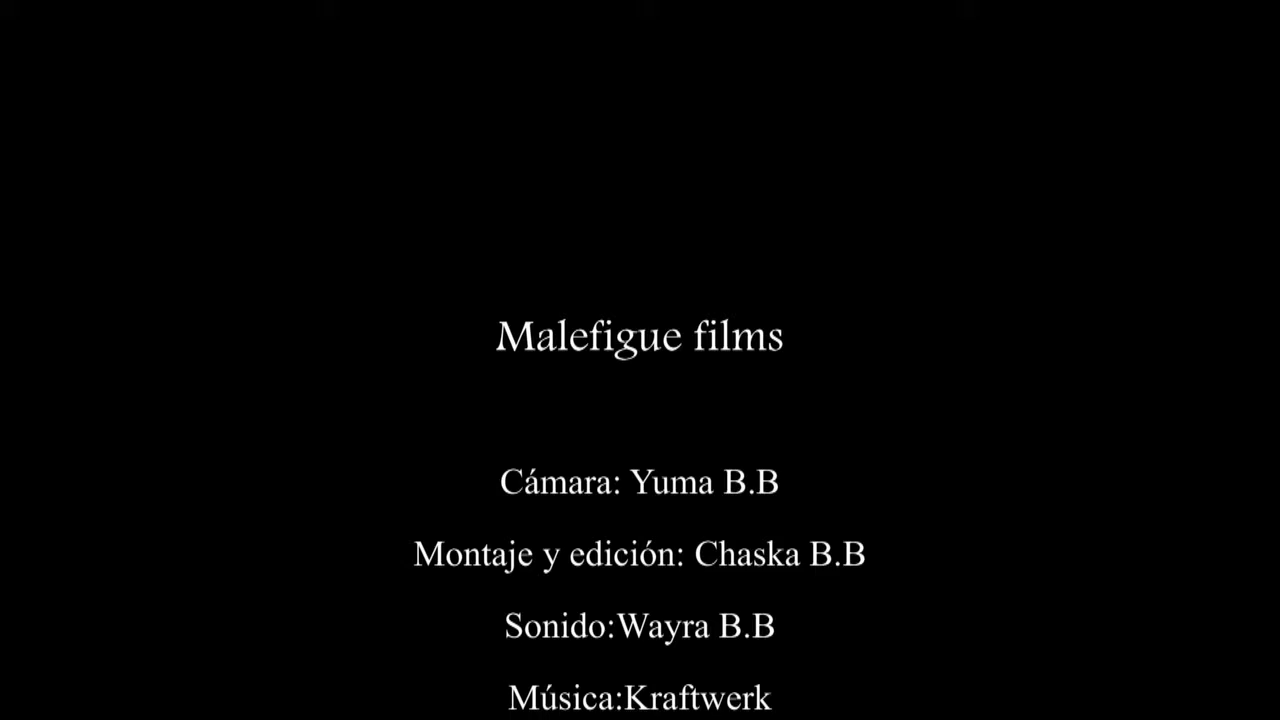 Malefigue films
Cámara: Yuma B.B
Montaje y edición: Chaska B.B
Sonido:Wayra B.B
Música:Kraftwerk